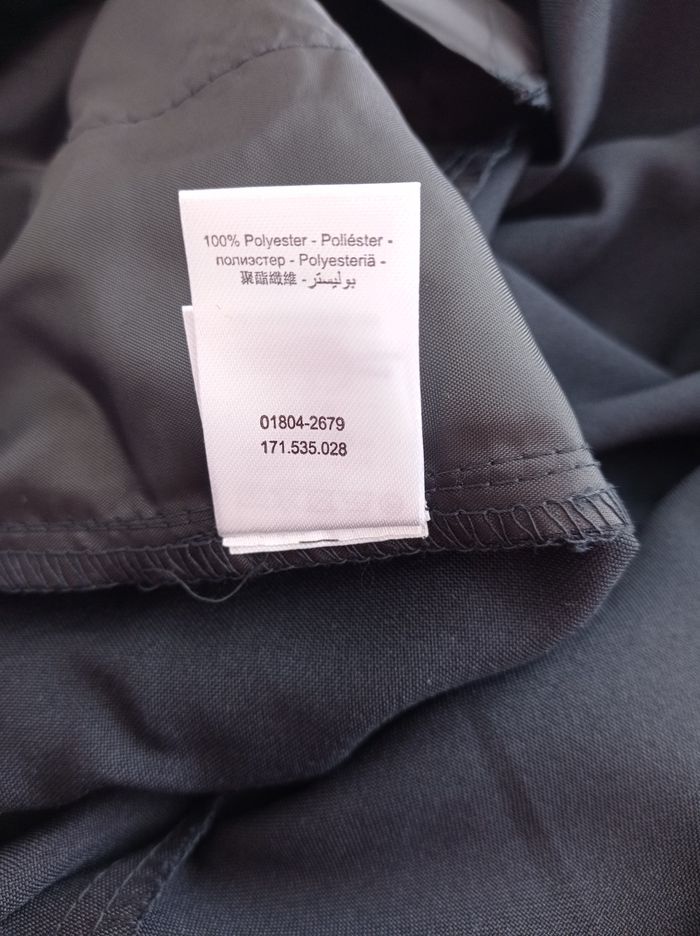 100% Polyester - Poliéster -
полиэстер - Polyesteriä -
聚酯纖維 - بوليستر
01804-2679
171.535.028